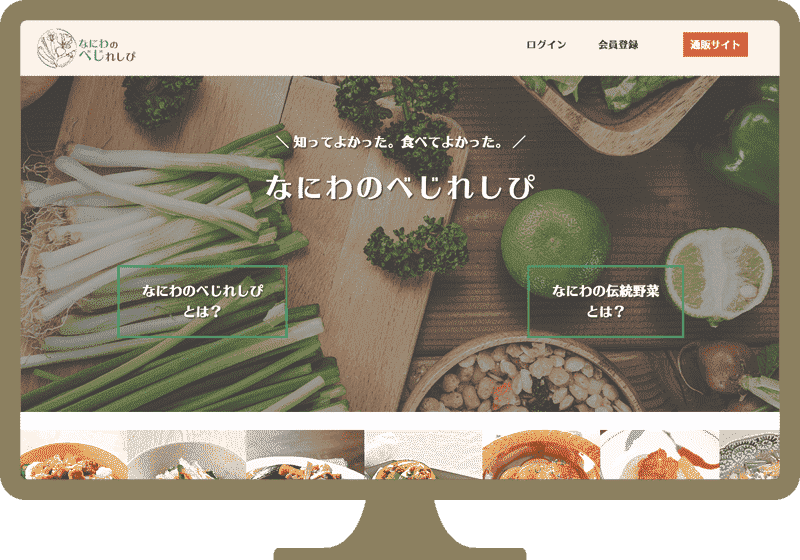 なにわの
べじれしぴ
ログイン
会員登録
通販サイト
＼ 知ってよかった。食べてよかった。 ／
なにわのべじれしぴ
なにわのべじれしぴ
とは？
なにわの伝統野菜
とは？